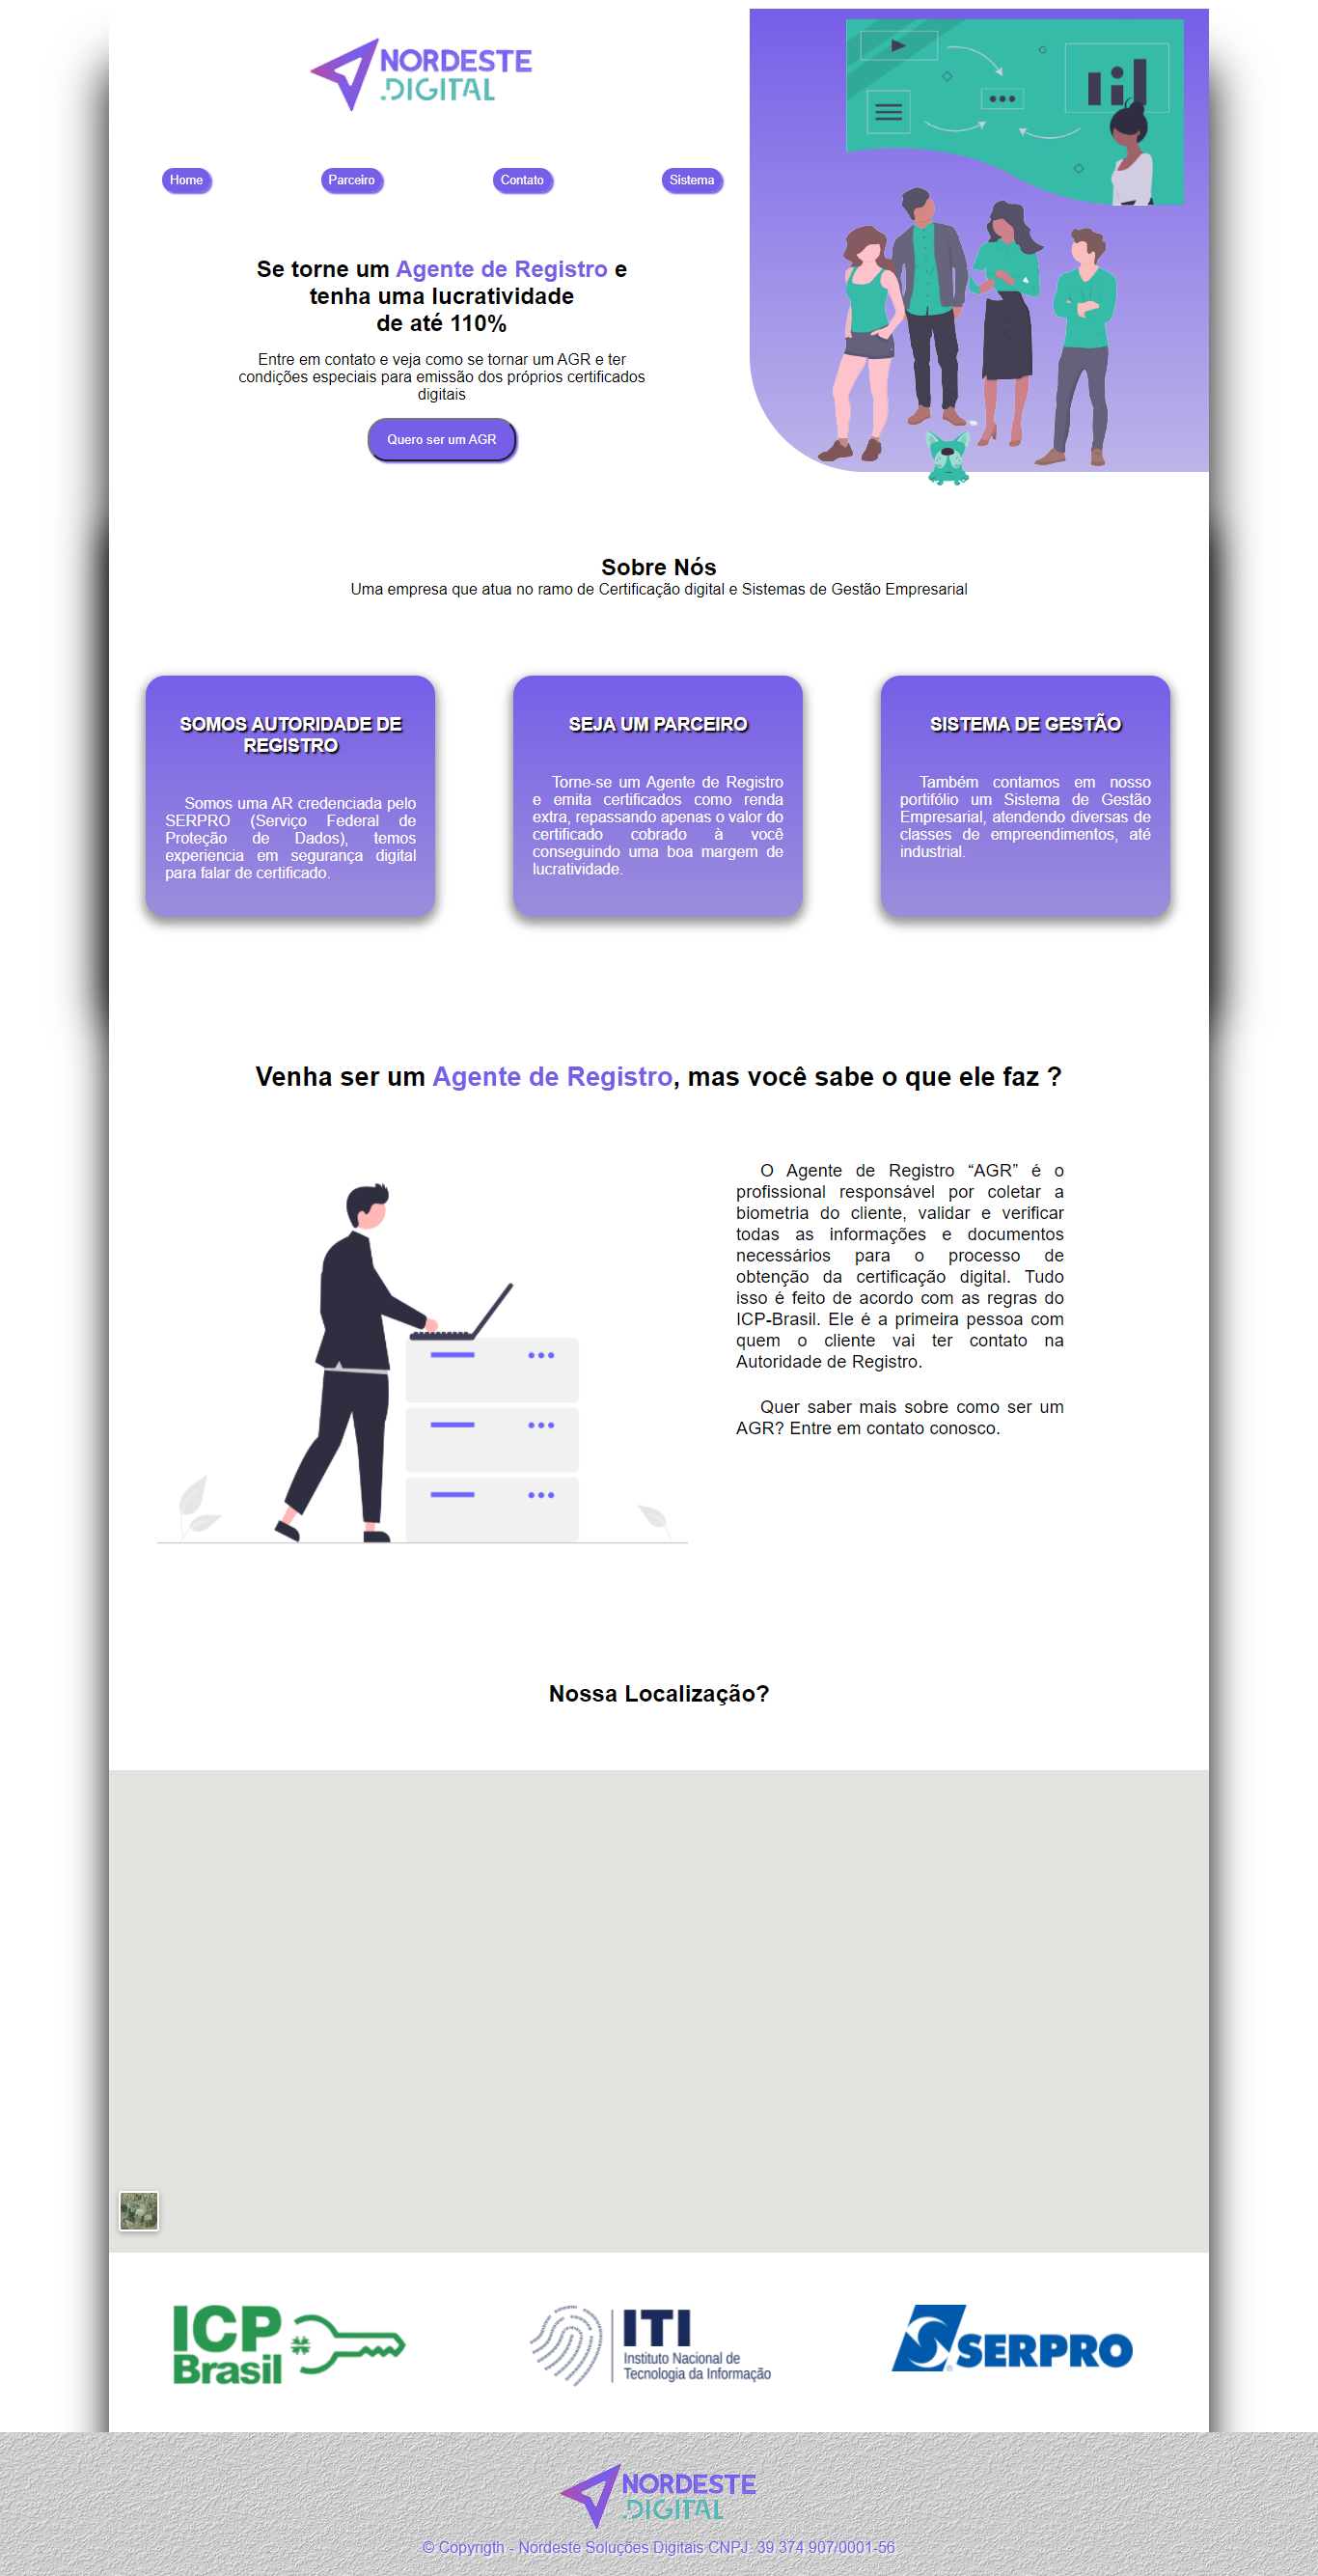 NORDESTE
.DIGITAL
Home
Parceiro
Contato
Sistema
Se torne um Agente de Registro e
tenha uma lucratividade
de até 110%
Entre em contato e veja como se tornar um AGR e ter
condições especiais para emissão dos próprios certificados
digitais
Quero ser um AGR
Sobre Nós
Uma empresa que atua no ramo de Certificação digital e Sistemas de Gestão Empresarial
SOMOS AUTORIDADE DE
REGISTRO
Somos uma AR credenciada pelo
SERPRO (Serviço Federal de
Proteção de Dados), temos
experiencia em segurança digital
para falar de certificado.
SEJA UM PARCEIRO
Torne-se um Agente de Registro
e emita certificados como renda
extra, repassando apenas o valor do
certificado cobrado à você
conseguindo uma boa margem de
lucratividade.
SISTEMA DE GESTÃO
Também contamos em nosso
portifólio um Sistema de Gestão
Empresarial, atendendo diversas de
classes de empreendimentos, até
industrial.
Venha ser um Agente de Registro, mas você sabe o que ele faz ?
O Agente de Registro “AGR” é o
profissional responsável por coletar a
biometria do cliente, validar e verificar
todas as informações e documentos
necessários para o processo de
obtenção da certificação digital. Tudo
isso é feito de acordo com as regras do
ICP-Brasil. Ele é a primeira pessoa com
quem o cliente vai ter contato na
Autoridade de Registro.
Quer saber mais sobre como ser um
AGR? Entre em contato conosco.
Nossa Localização?
ICP
Brasil
ITI
Instituto Nacional de
Tecnologia da Informação
SERPRO
®
NORDESTE
.DIGITAL
© Copyrigth - Nordeste Soluções Digitais CNPJ: 39.374.907/0001-56